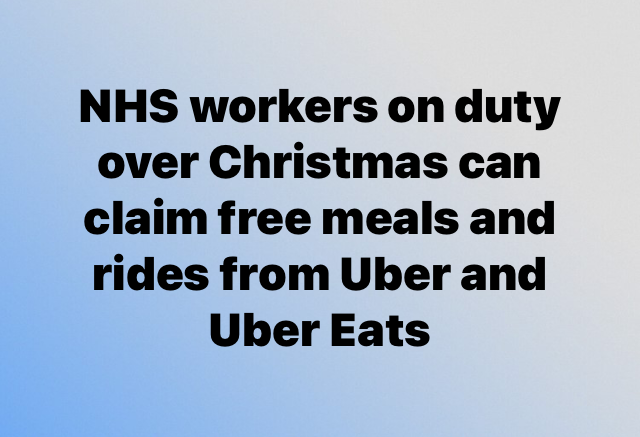 NHS workers on duty
over Christmas can
claim free meals and
rides from Uber and
Uber Eats